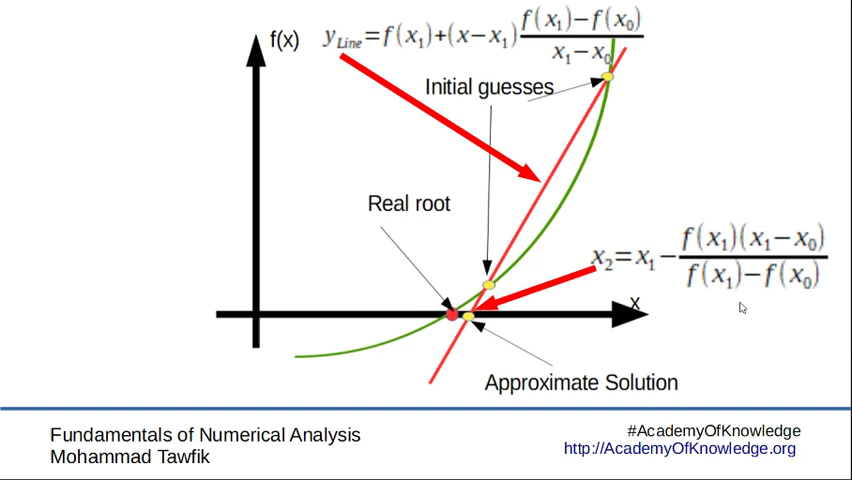 f(x)
y_Line=f(x_1)+(x−x_1) (f(x_1)−f(x_0))/(x_1−x_0)
Initial guesses
Real root
x_2=x_1−(f(x_1)(x_1−x_0))/(f(x_1)−f(x_0))
x
Approximate Solution
Fundamentals of Numerical Analysis
Mohammad Tawfik
#AcademyOfKnowledge
http://AcademyOfKnowledge.org